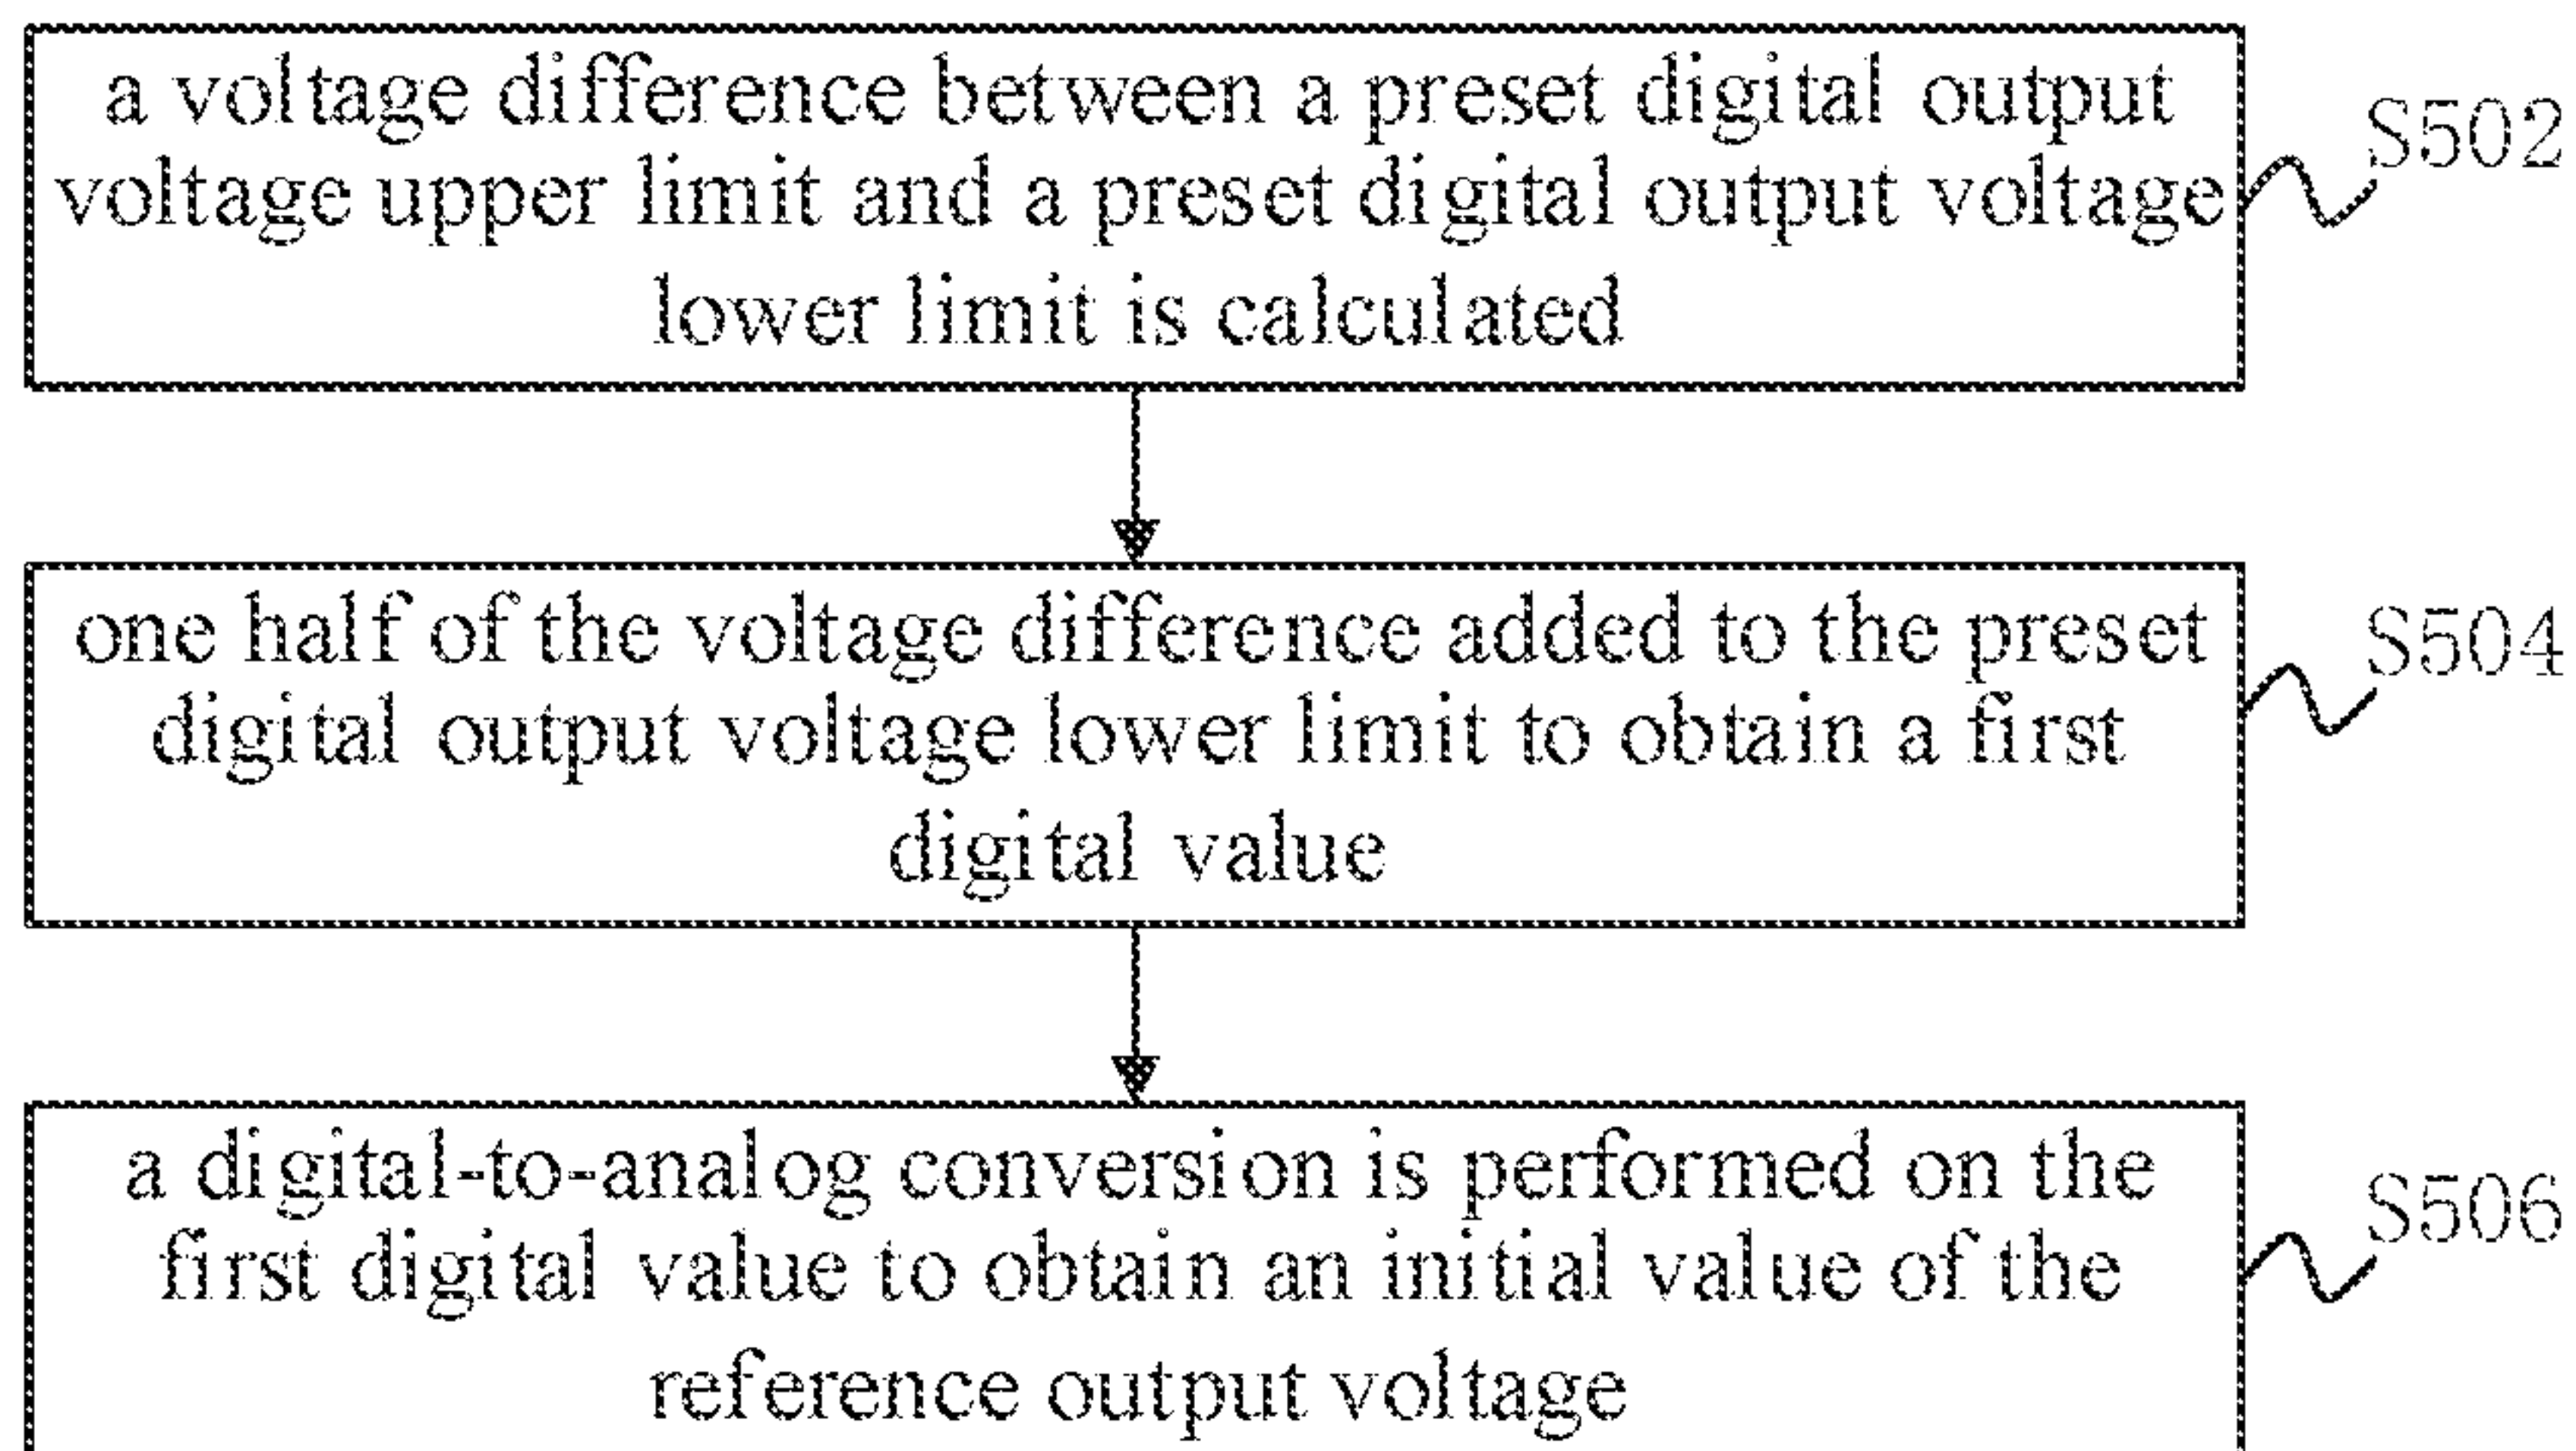 a voltage difference between a preset digital output
voltage upper limit and a preset digital output voltage
lower limit is calculated
S502
one half of the voltage difference added to the preset
digital output voltage lower limit to obtain a first
digital value
S504
a digital-to-analog conversion is performed on the
first digital value to obtain an initial value of the
reference output voltage
S506